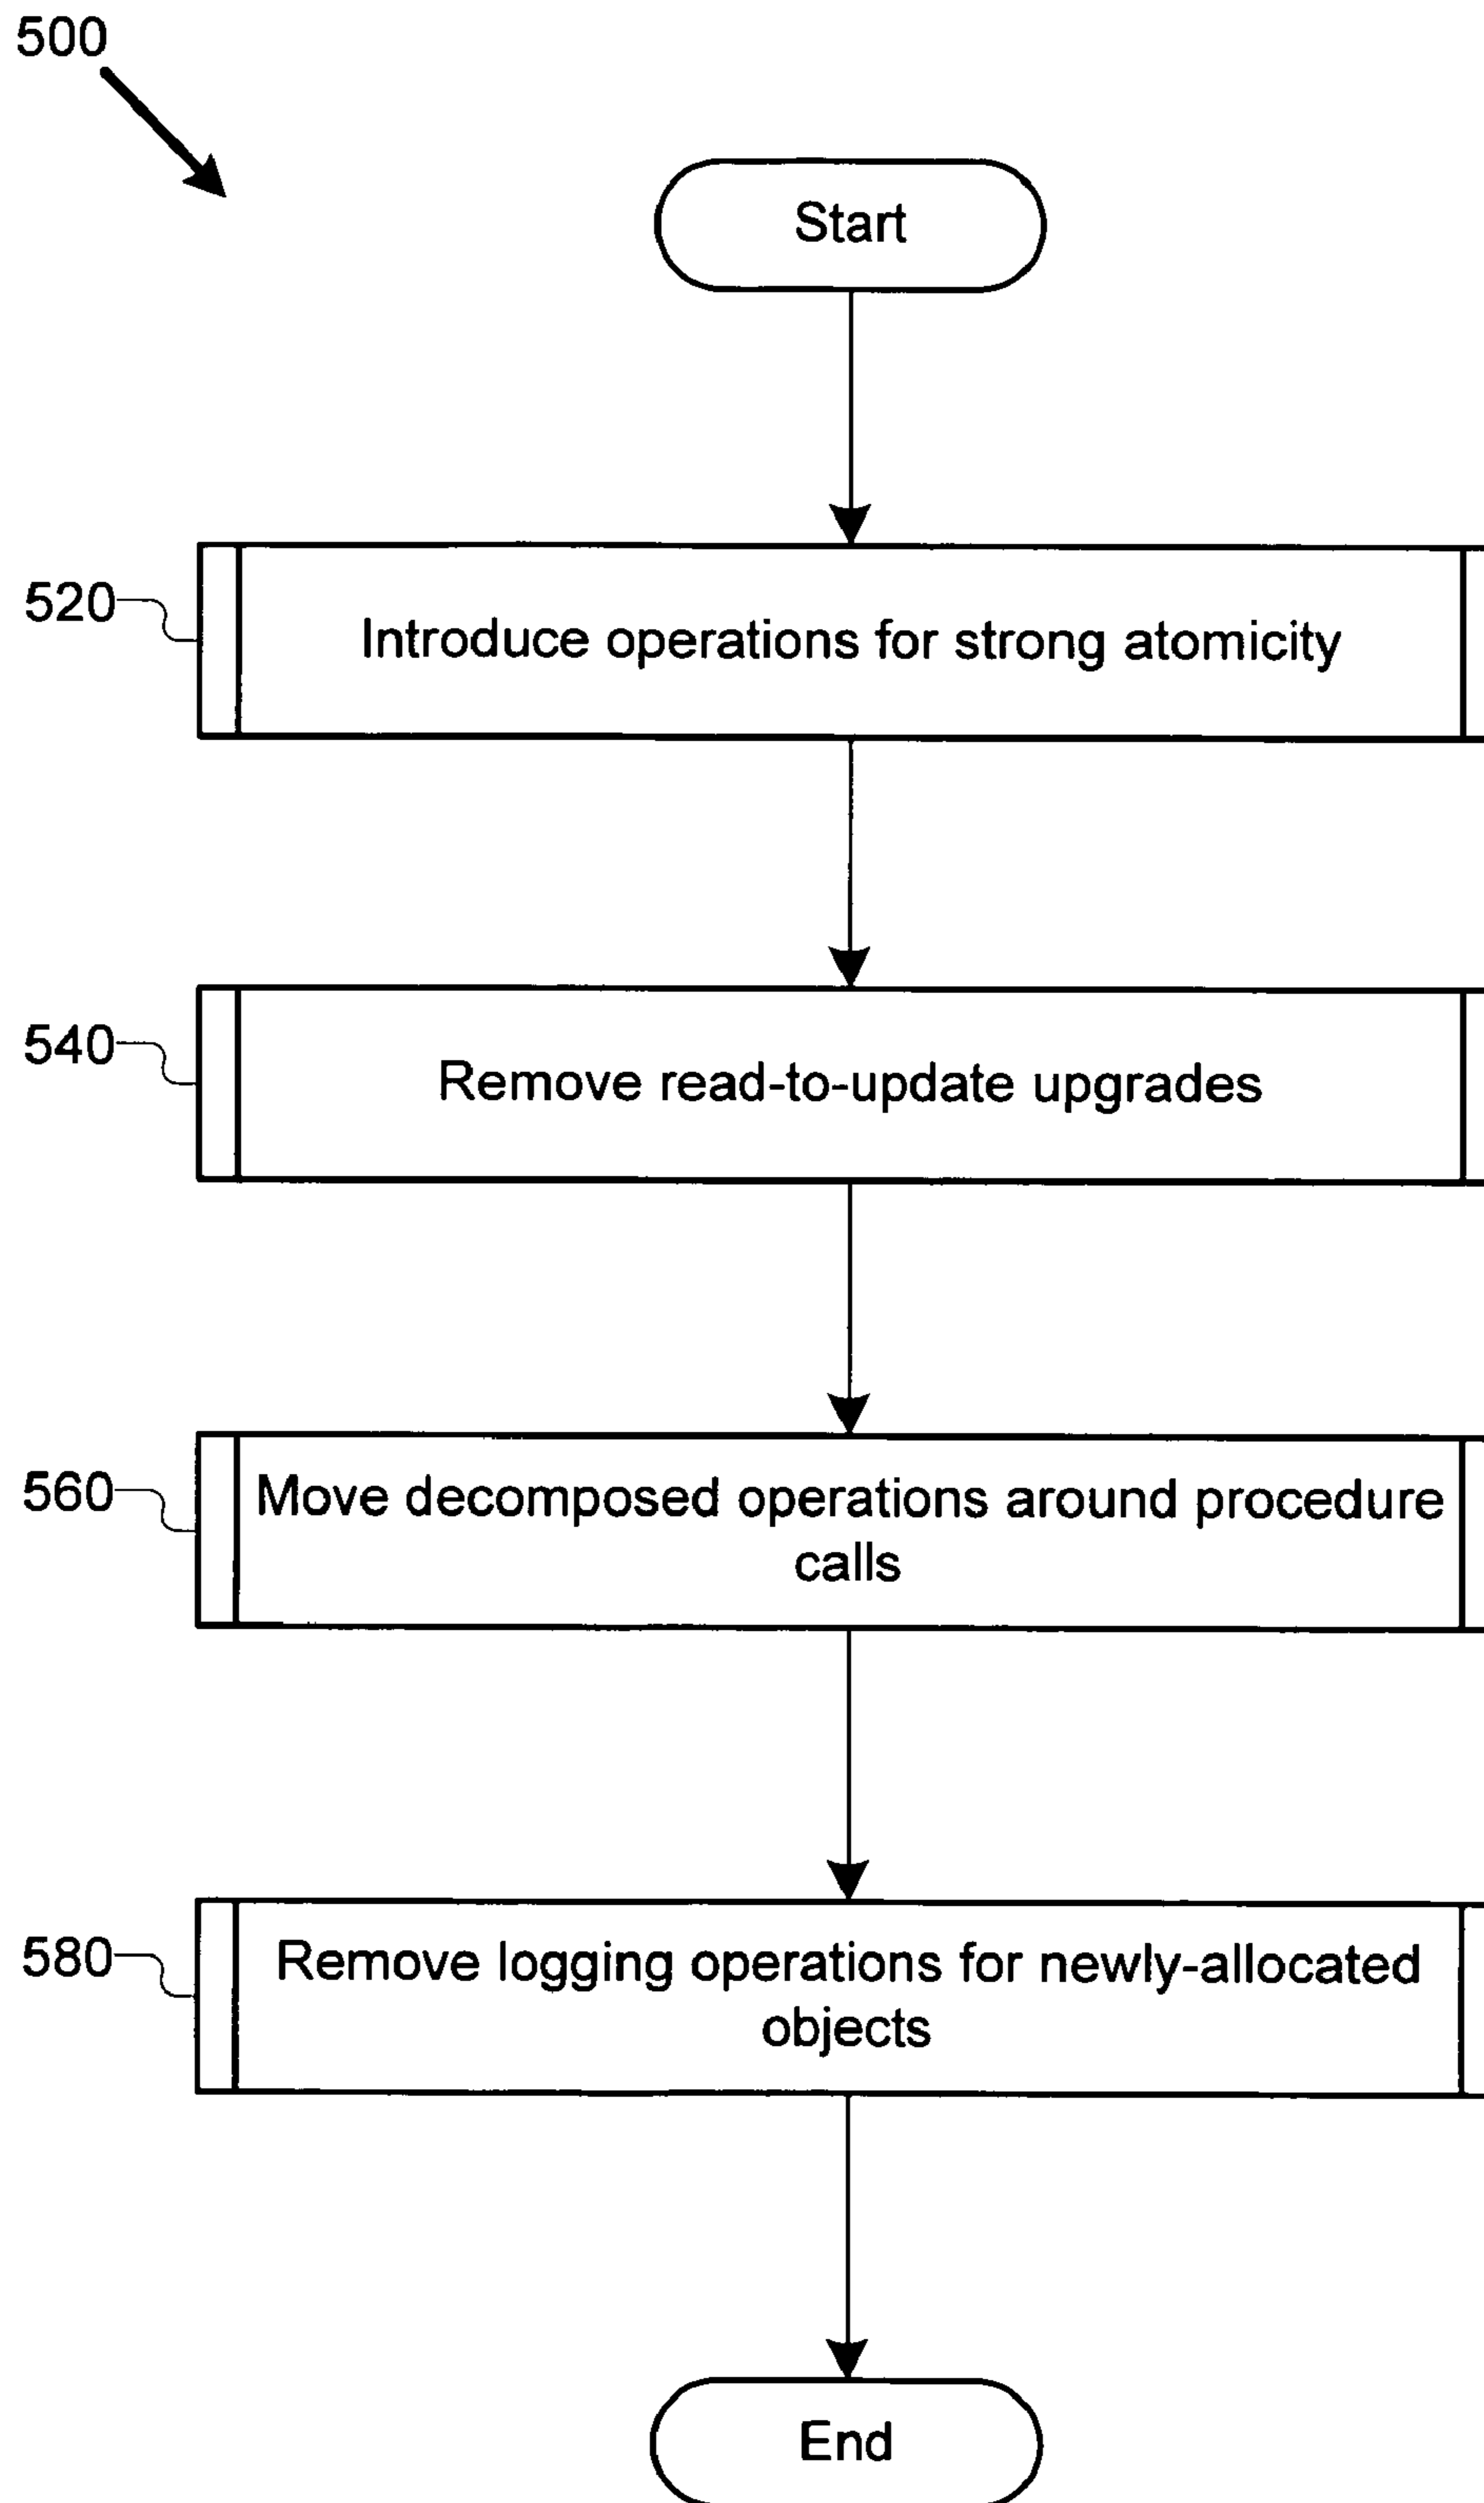 500
Start
520
Introduce operations for strong atomicity
540
Remove read-to-update upgrades
560
Move decomposed operations around procedure
calls
580
Remove logging operations for newly-allocated
objects
End